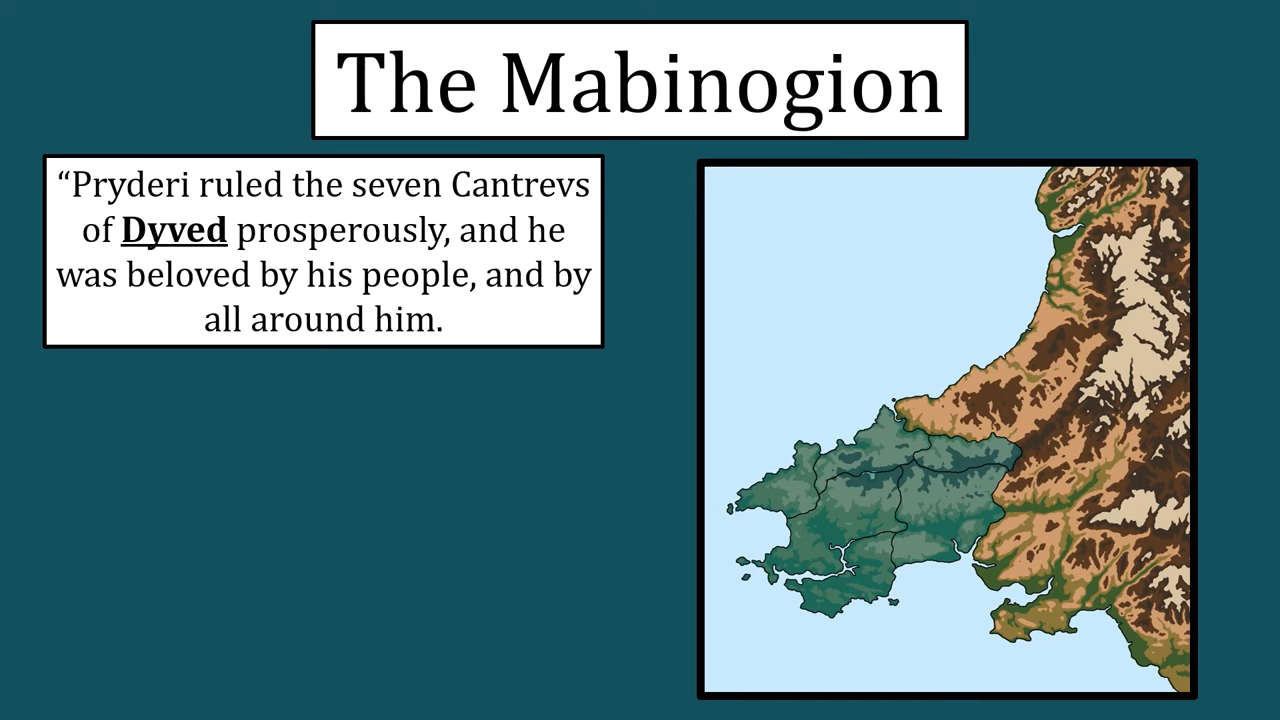 The Mabinogion
“Pryderi ruled the seven Cantrevs
of Dyved prosperously, and he
was beloved by his people, and by
all around him.